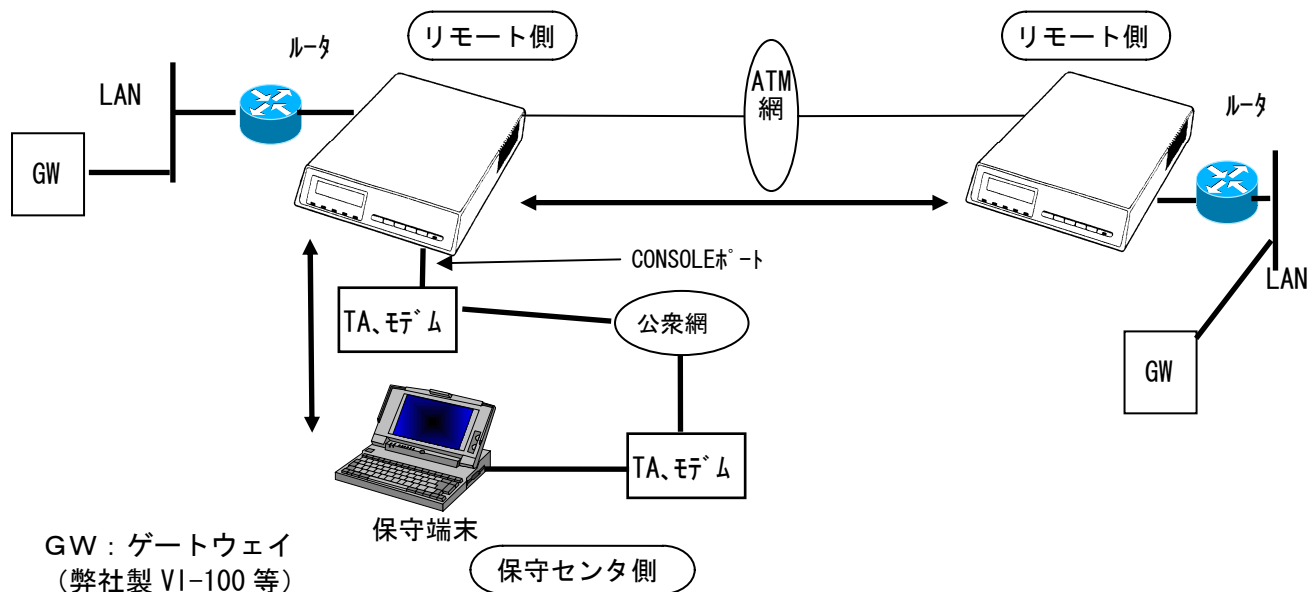 リモート側
リモート側
ﾙｰﾀ
ATM
網
LAN
ﾙｰﾀ
GW
CONSOLEﾎﾟｰﾄ
LAN
TA、ﾓﾃﾞﾑ
公衆網
GW
TA、ﾓﾃﾞﾑ
保守端末
GW：ゲートウェイ
（弊社製 VI-100 等）
保守センタ側